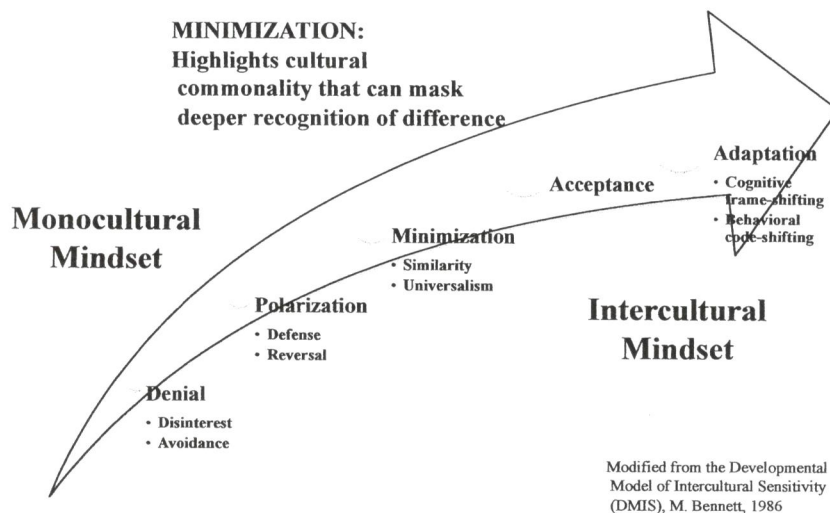 MINIMIZATION:
Highlights cultural
commonality that can mask
deeper recognition of difference
Monocultural
Mindset
Adaptation
• Cognitive
frame-shifting
• Behavioral
code-shifting
Acceptance
Minimization
• Similarity
• Universalism
Polarization
• Defense
• Reversal
Denial
• Disinterest
• Avoidance
Intercultural
Mindset
Modified from the Developmental
Model of Intercultural Sensitivity
(DMIS), M. Bennett, 1986